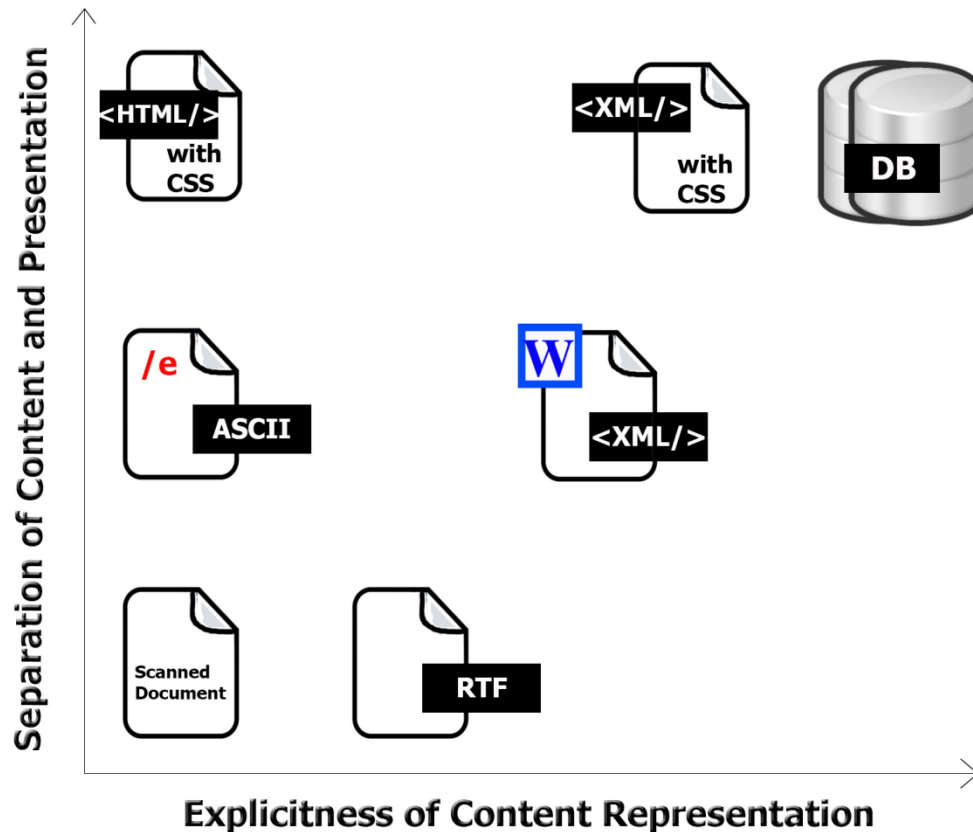 Separation of Content and Presentation
<HTML/>
with
CSS
<XML/>
with
CSS
DB
/e
ASCII
W
<XML/>
Scanned
Document
RTF
Explicitness of Content Representation